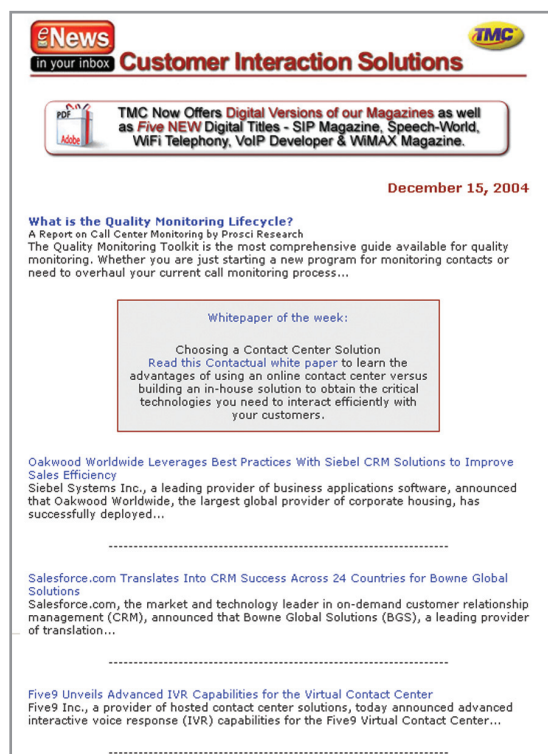 eNews
TMC
in your inbox
Customer Interaction Solutions
PDF
Adobe
TMC Now Offers Digital Versions of our Magazines as well
as Five NEW Digital Titles - SIP Magazine, Speech-World,
WiFi Telephony, VoIP Developer & WiMAX Magazine.
December 15, 2004
What is the Quality Monitoring Lifecycle?
A Report on Call Center Monitoring by Prosci Research
The Quality Monitoring Toolkit is the most comprehensive guide available for quality
monitoring. Whether you are just starting a new program for monitoring contacts or
need to overhaul your current call monitoring process...
Whitepaper of the week:
Choosing a Contact Center Solution
Read this Contactual white paper to learn the
advantages of using an online contact center versus
building an in-house solution to obtain the critical
technologies you need to interact efficiently with
your customers.
Oakwood Worldwide Leverages Best Practices With Siebel CRM Solutions to Improve
Sales Efficiency
Siebel Systems Inc., a leading provider of business applications software, announced
that Oakwood Worldwide, the largest global provider of corporate housing, has
successfully deployed...
--------------------------------------------------------------------
Salesforce.com Translates Into CRM Success Across 24 Countries for Bowne Global
Solutions
Salesforce.com, the market and technology leader in on-demand customer relationship
management (CRM), announced that Bowne Global Solutions (BGS), a leading provider
of translation...
--------------------------------------------------------------------
Five9 Unveils Advanced IVR Capabilities for the Virtual Contact Center
Five9 Inc., a provider of hosted contact center solutions, today announced advanced
interactive voice response (IVR) capabilities for the Five9 Virtual Contact Center...
--------------------------------------------------------------------